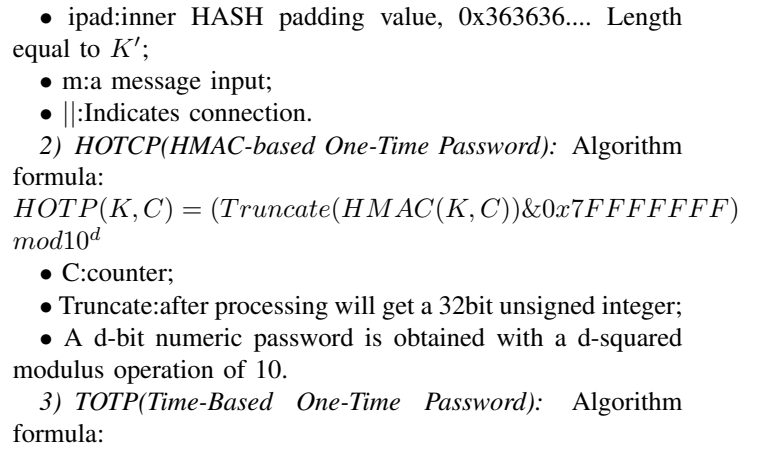 • ipad:inner HASH padding value, 0x363636.... Length
equal to K′;
• m:a message input;
• ||:Indicates connection.
2) HOTCP(HMAC-based One-Time Password): Algorithm
formula:
HOTP(K, C) = (Truncate(HMAC(K, C))&0x7FFFFFFF)
mod10^d
• C:counter;
• Truncate:after processing will get a 32bit unsigned integer;
• A d-bit numeric password is obtained with a d-squared
modulus operation of 10.
3) TOTP(Time-Based One-Time Password): Algorithm
formula: